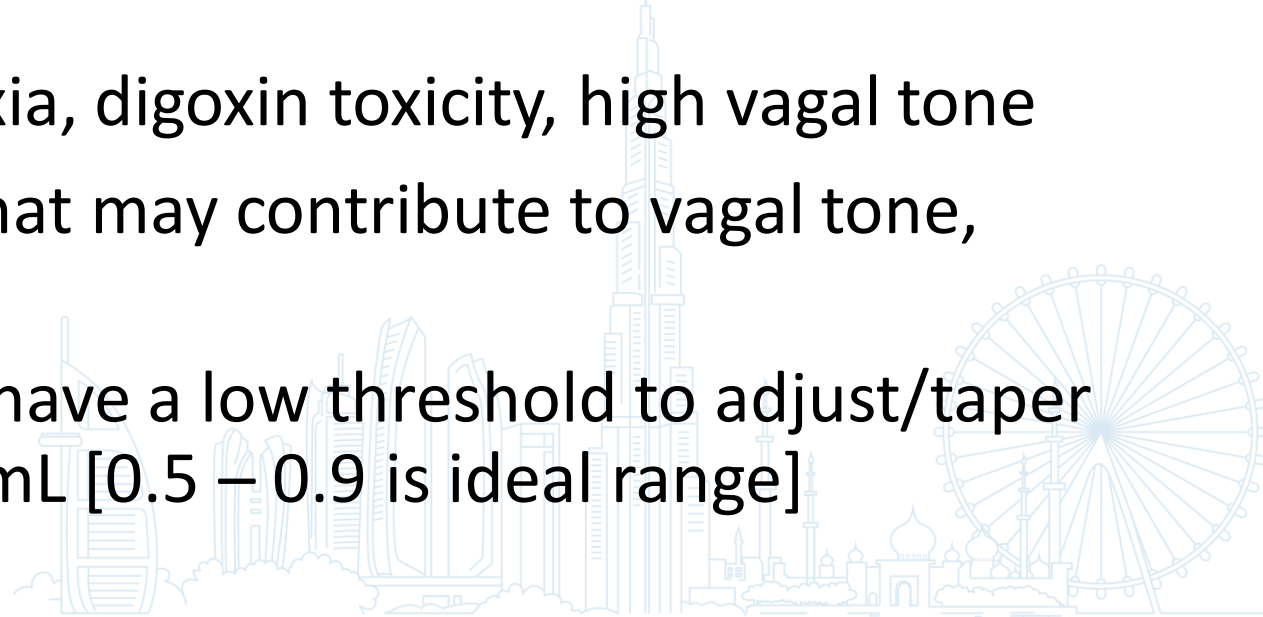 xia, digoxin toxicity, high vagal tone
hat may contribute to vagal tone,
have a low threshold to adjust/taper
mL [0.5 – 0.9 is ideal range]